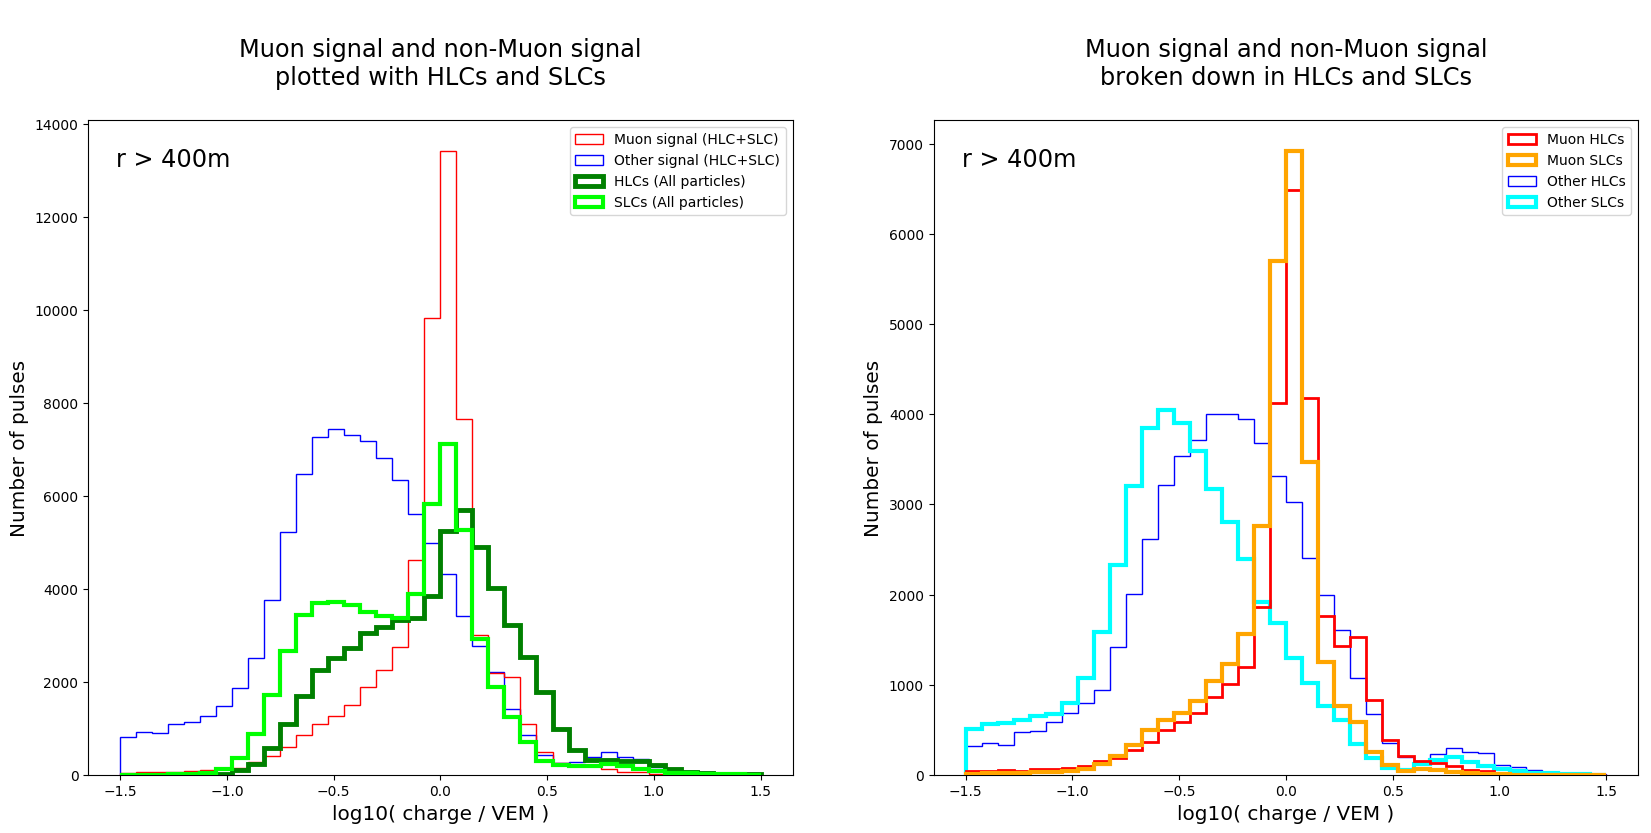 Muon signal and non-Muon signal
plotted with HLCs and SLCs
r > 400m
Muon signal (HLC+SLC)
Other signal (HLC+SLC)
HLCs (All particles)
SLCs (All particles)
Number of pulses
14000
12000
10000
8000
6000
4000
2000
0
−1.5
−1.0
−0.5
0.0
0.5
1.0
1.5
log10( charge / VEM )
Muon signal and non-Muon signal
broken down in HLCs and SLCs
r > 400m
Muon HLCs
Muon SLCs
Other HLCs
Other SLCs
Number of pulses
7000
6000
5000
4000
3000
2000
1000
0
−1.5
−1.0
−0.5
0.0
0.5
1.0
1.5
log10( charge / VEM )